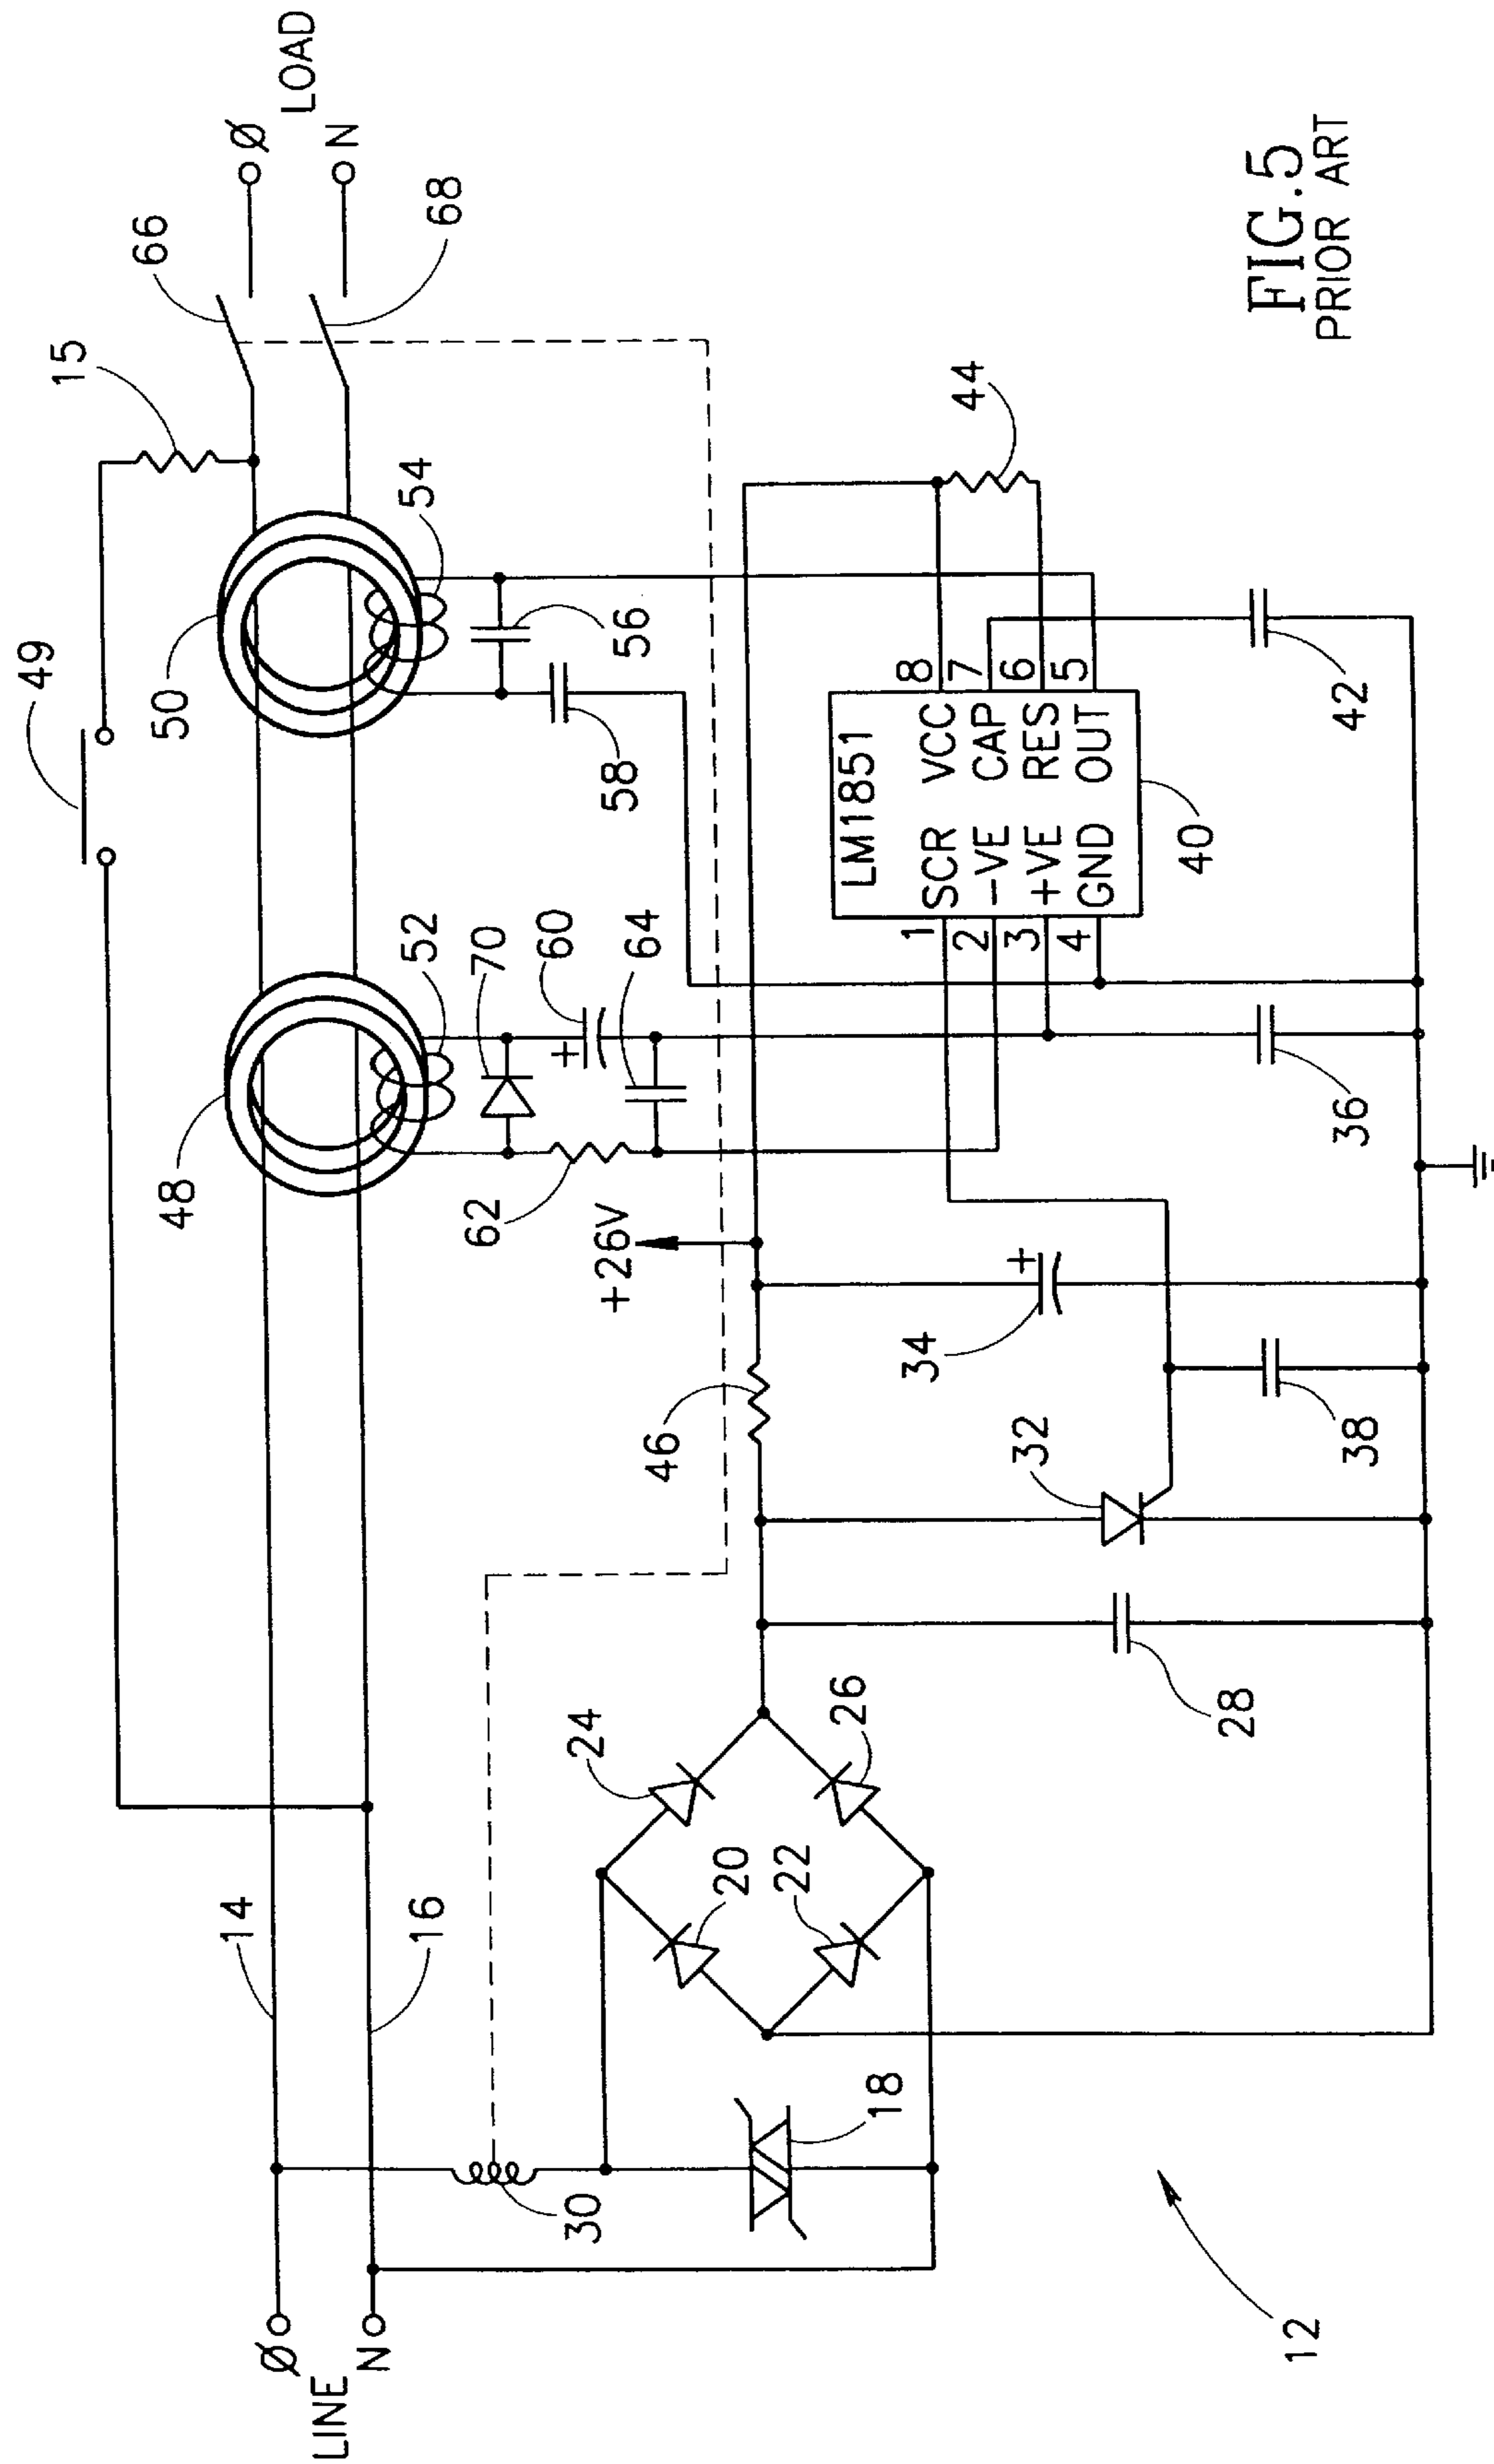 49
15
66
Ø
LOAD
N
68
50
54
48
52
56
58
70
60
64
62
14
16
+26V
Ø
LINE
N
30
18
24
20
22
26
46
32
34
+
+
28
38
36
LM1851
1 SCR VCC 8
2 -VE CAP 7
3 +VE RES 6
4 GND OUT 5
40
44
42
12
FIG.5
PRIOR ART